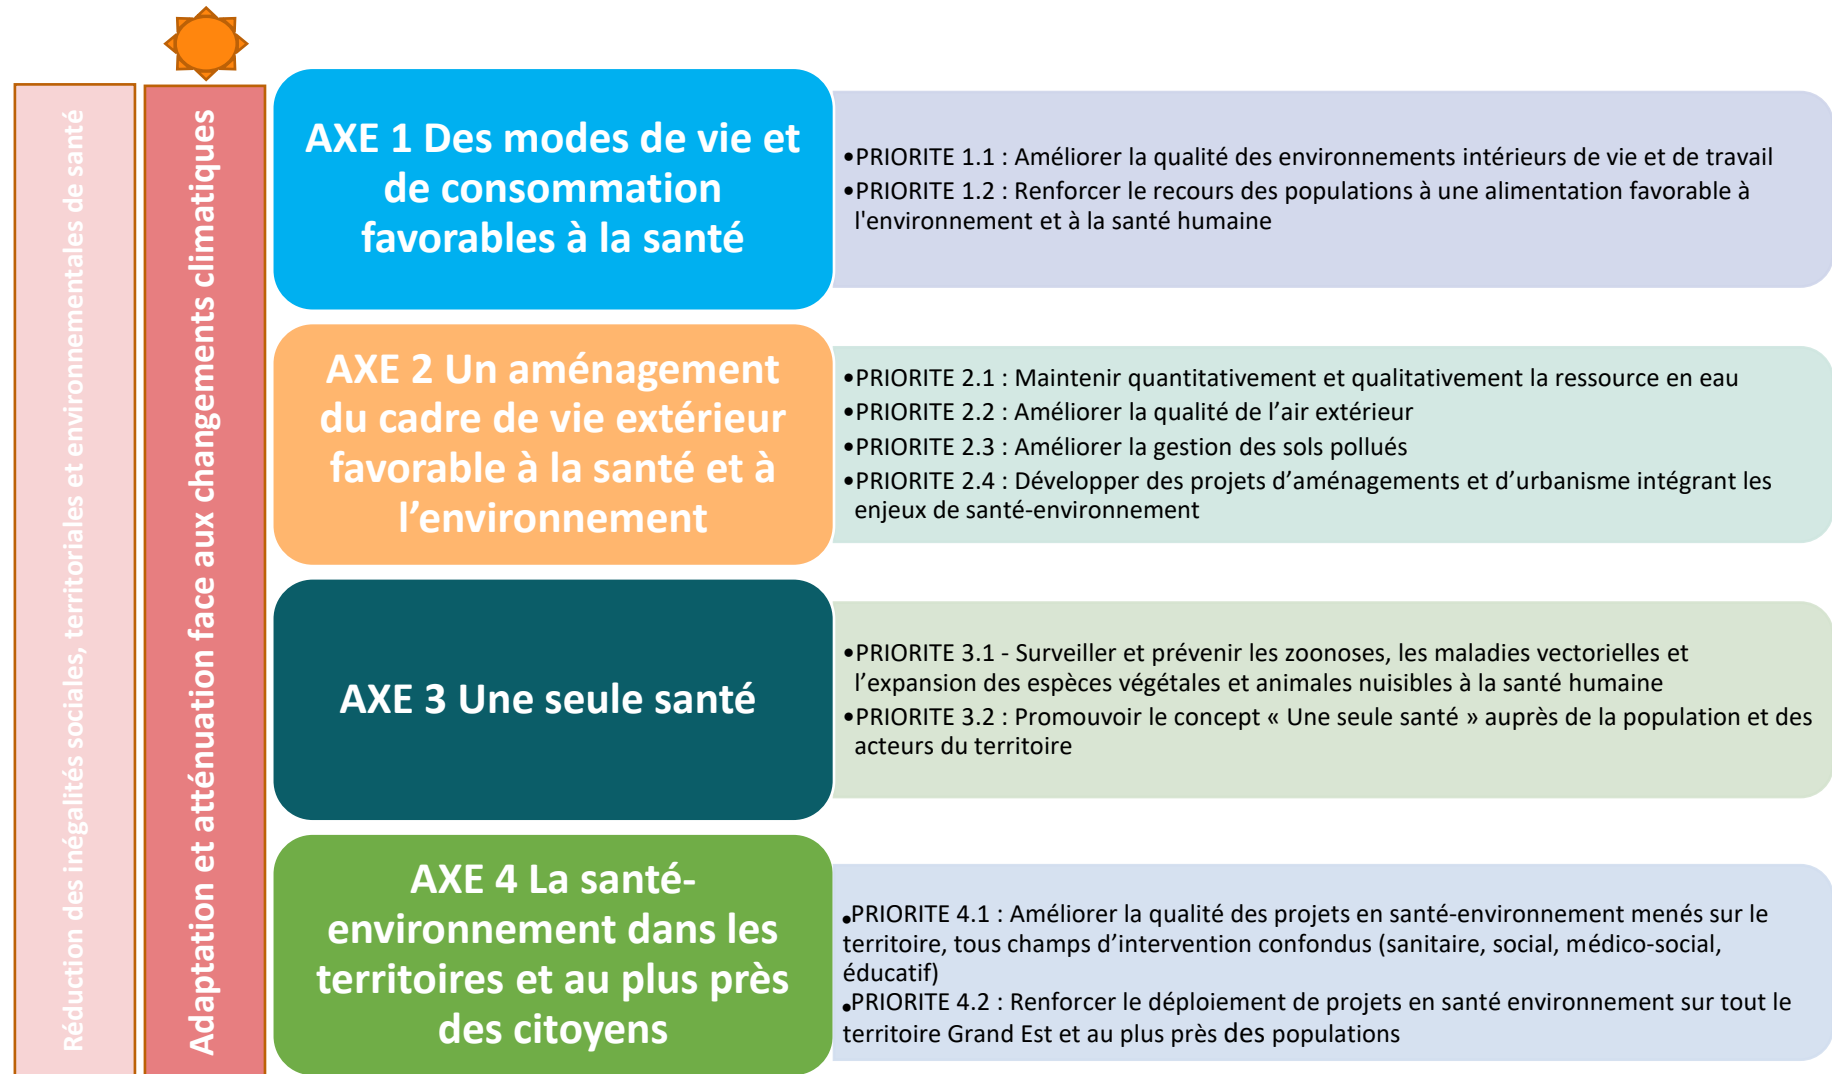 Réduction des inégalités sociales, territoriales et environnementales de santé
Adaptation et atténuation face aux changements climatiques
AXE 1 Des modes de vie et
de consommation
favorables à la santé
•PRIORITE 1.1 : Améliorer la qualité des environnements intérieurs de vie et de travail
•PRIORITE 1.2 : Renforcer le recours des populations à une alimentation favorable à
l'environnement et à la santé humaine
AXE 2 Un aménagement
du cadre de vie extérieur
favorable à la santé et à
l’environnement
•PRIORITE 2.1 : Maintenir quantitativement et qualitativement la ressource en eau
•PRIORITE 2.2 : Améliorer la qualité de l’air extérieur
•PRIORITE 2.3 : Améliorer la gestion des sols pollués
•PRIORITE 2.4 : Développer des projets d’aménagements et d’urbanisme intégrant les
enjeux de santé-environnement
AXE 3 Une seule santé
•PRIORITE 3.1 - Surveiller et prévenir les zoonoses, les maladies vectorielles et
l’expansion des espèces végétales et animales nuisibles à la santé humaine
•PRIORITE 3.2 : Promouvoir le concept « Une seule santé » auprès de la population et des
acteurs du territoire
AXE 4 La santé-
environnement dans les
territoires et au plus près
des citoyens
•PRIORITE 4.1 : Améliorer la qualité des projets en santé-environnement menés sur le
territoire, tous champs d’intervention confondus (sanitaire, social, médico-social,
éducatif)
•PRIORITE 4.2 : Renforcer le déploiement de projets en santé environnement sur tout le
territoire Grand Est et au plus près des populations